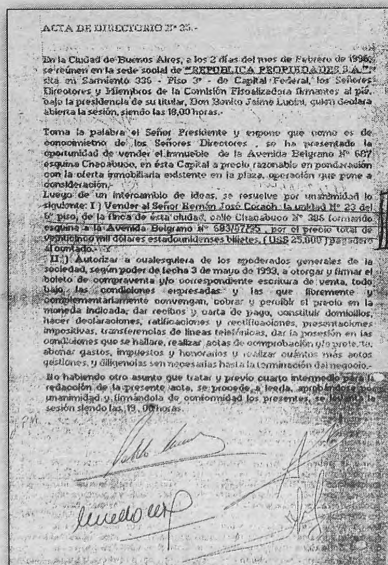 ACTA DE DIRECTORIO Nº 25.-
En la Ciudad de Buenos Aires, a los 2 días del mes de Febrero de 1996,
se reúnen en la sede social de "REPUBLICA PROPIEDADES S.A."
sita en Sarmiento 336 - Piso 3º - de Capital Federal, los Señores
Directores y Miembros de la Comisión Fiscalizadora firmantes al pie,
bajo la presidencia de su titular, Don Benito Jaime Lucini, quien declara
abierta la sesión, siendo las 18,00 horas.-
Toma la palabra el Señor Presidente y expone que como es de
conocimiento de los Señores Directores, se ha presentado la
oportunidad de vender el inmueble de la Avenida Belgrano Nº 687
esquina Chacabuco, en ésta Capital a precio razonable en ponderación
con la oferta inmobiliaria existente en la plaza, operación que pone a
consideración.-
Luego de un intercambio de ideas, se resuelve por unanimidad lo
siguiente: I) Vender al Señor Ramón José la unidad Nº 23 del
6º piso, de la finca de ésta ciudad, calle Chacabuco Nº 386 formando
esquina a la Avenida Belgrano Nº por el precio total de
veinticinco mil dólares estadounidenses billetes, (U$S 25.000)
al contado.- Y
II) Autorizar a cualesquiera de los apoderados generales de la
sociedad, según poder de fecha 3 de mayo de 1993, a otorgar y firmar el
boleto de compraventa y/o correspondiente escritura de venta, todo
bajo las condiciones expresadas y las que libremente y
complementariamente convengan, cobrar y percibir el precio en la
moneda indicada, dar recibos y carta de pago, constituir domicilios,
hacer declaraciones, ratificaciones y rectificaciones, presentaciones
impositivas, transferencias de líneas telefónicas, dar la posesión en las
condiciones que se hallare, realizar actas de comprobación y/o protesta,
abonar gastos, impuestos y honorarios y realizar cuántos más actos
gestiones, y diligencias sean necesarias hasta la terminación del negocio.-
No habiendo otro asunto que tratar y previo cuarto intermedio para la
redacción de la presente acta, se procede a leerla, aprobándose por
unanimidad y firmándola de conformidad los presentes, se levanta la
sesión siendo las 19,00 horas.